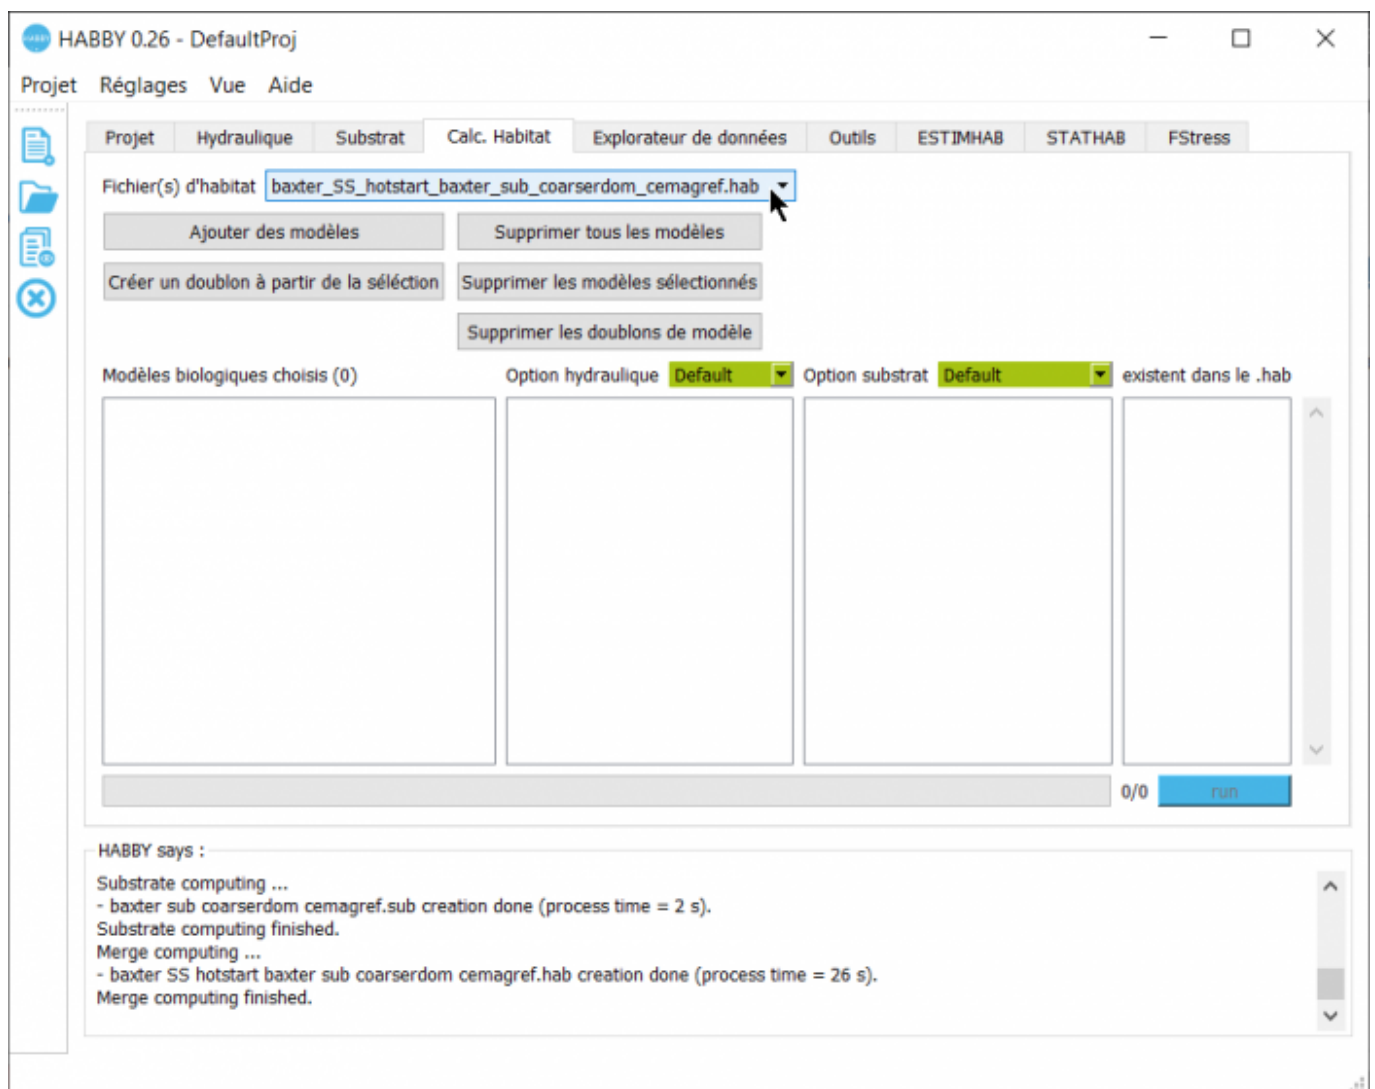 HABBY 0.26 - DefaultProj
Projet Réglages Vue Aide
Projet Hydraulique Substrat Calc. Habitat Explorateur de données Outils ESTIMHAB STATHAB FStress
Fichier(s) d'habitat baxter_SS_hotstart_baxter_sub_coarserdom_cemagref.hab
Ajouter des modèles Supprimer tous les modèles
Créer un doublon à partir de la séléction Supprimer les modèles sélectionnés
Supprimer les doublons de modèle
Modèles biologiques choisis (0) Option hydraulique Default Option substrat Default existent dans le .hab
0/0 run
HABBY says :
Substrate computing ...
- baxter sub coarserdom cemagref.sub creation done (process time = 2 s).
Substrate computing finished.
Merge computing ...
- baxter SS hotstart baxter sub coarserdom cemagref.hab creation done (process time = 26 s).
Merge computing finished.